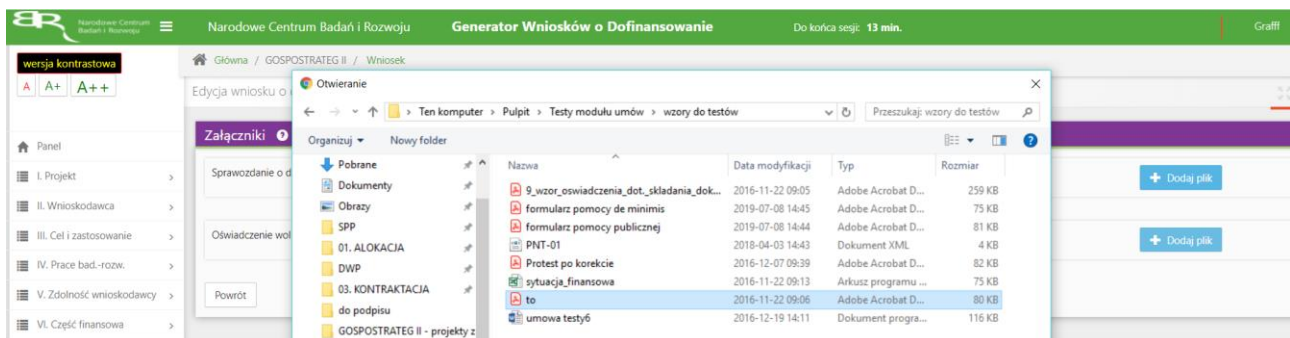 BR Narodowe Centrum Badań i Rozwoju
Narodowe Centrum Badań i Rozwoju Generator Wniosków o Dofinansowanie Do końca sesji: 13 min. Grafff
wersja kontrastowa
A A+ A++
Główna / GOSPOSTRATEG II / Wniosek
Edycja wniosku o
Załączniki
Sprawozdanie o d
Dodaj plik
Oświadczenie wol
Dodaj plik
Powrót
Panel
I. Projekt
II. Wnioskodawca
III. Cel i zastosowanie
IV. Prace bad.-rozw.
V. Zdolność wnioskodawcy
VI. Część finansowa
Otwieranie
Ten komputer > Pulpit > Testy modułu umów > wzory do testów
Przeszukaj: wzory do testów
Organizuj Nowy folder
Pobrane
Dokumenty
Obrazy
SPP
01. ALOKACJA
DWP
03. KONTRAKTACJA
do podpisu
GOSPOSTRATEG II - projekty z
Nazwa Data modyfikacji Typ Rozmiar
9_wzor_oswiadczenia_dot._skladania_dok... 2016-11-22 09:05 Adobe Acrobat D... 259 KB
formularz pomocy de minimis 2019-07-08 14:45 Adobe Acrobat D... 75 KB
formularz pomocy publicznej 2019-07-08 14:44 Adobe Acrobat D... 81 KB
PNT-01 2018-04-03 14:43 Dokument XML 4 KB
Protest po korekcie 2016-12-07 09:39 Adobe Acrobat D... 82 KB
sytuacja_finansowa 2016-11-22 09:13 Arkusz programu ... 75 KB
to 2016-11-22 09:06 Adobe Acrobat D... 80 KB
umowa testy6 2016-12-19 14:11 Dokument progra... 116 KB